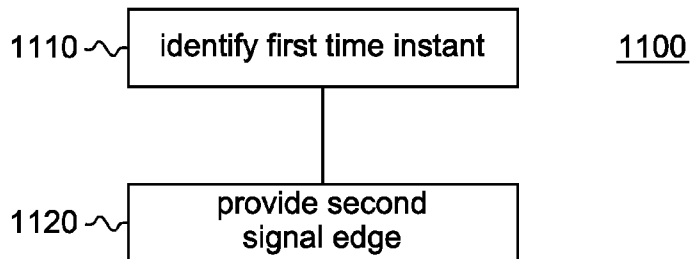 1110 identify first time instant 1100
1120 provide second
signal edge